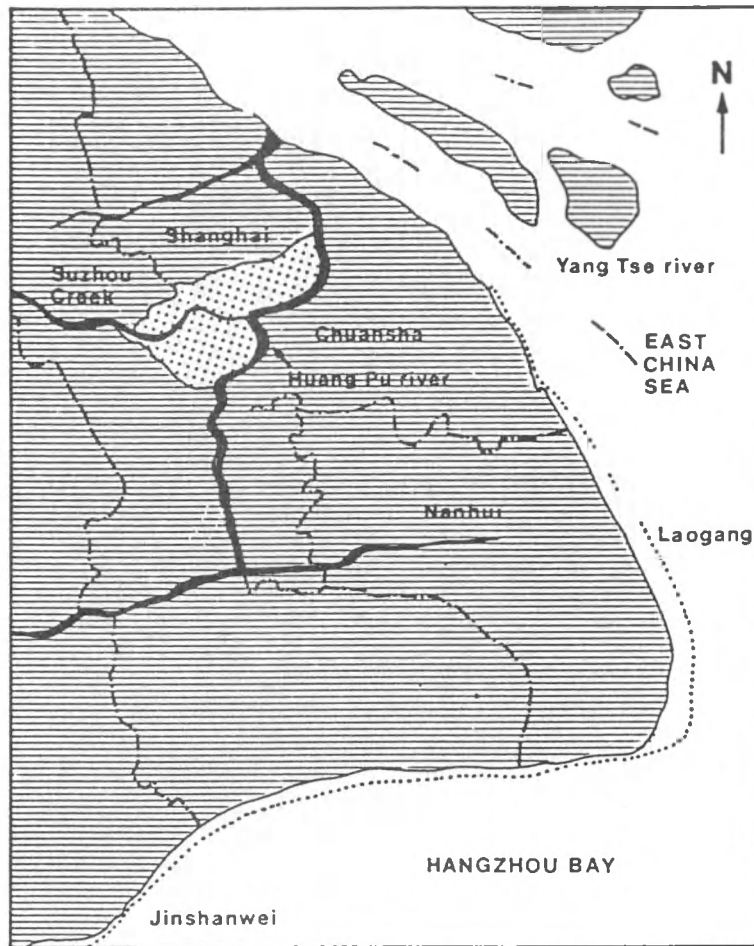 N
Shanghai
Suzhou
Creek
Yang Tse river
Chuansha
EAST
CHINA
SEA
Huang Pu river
Nanhui
Laogang
HANGZHOU BAY
Jinshanwei